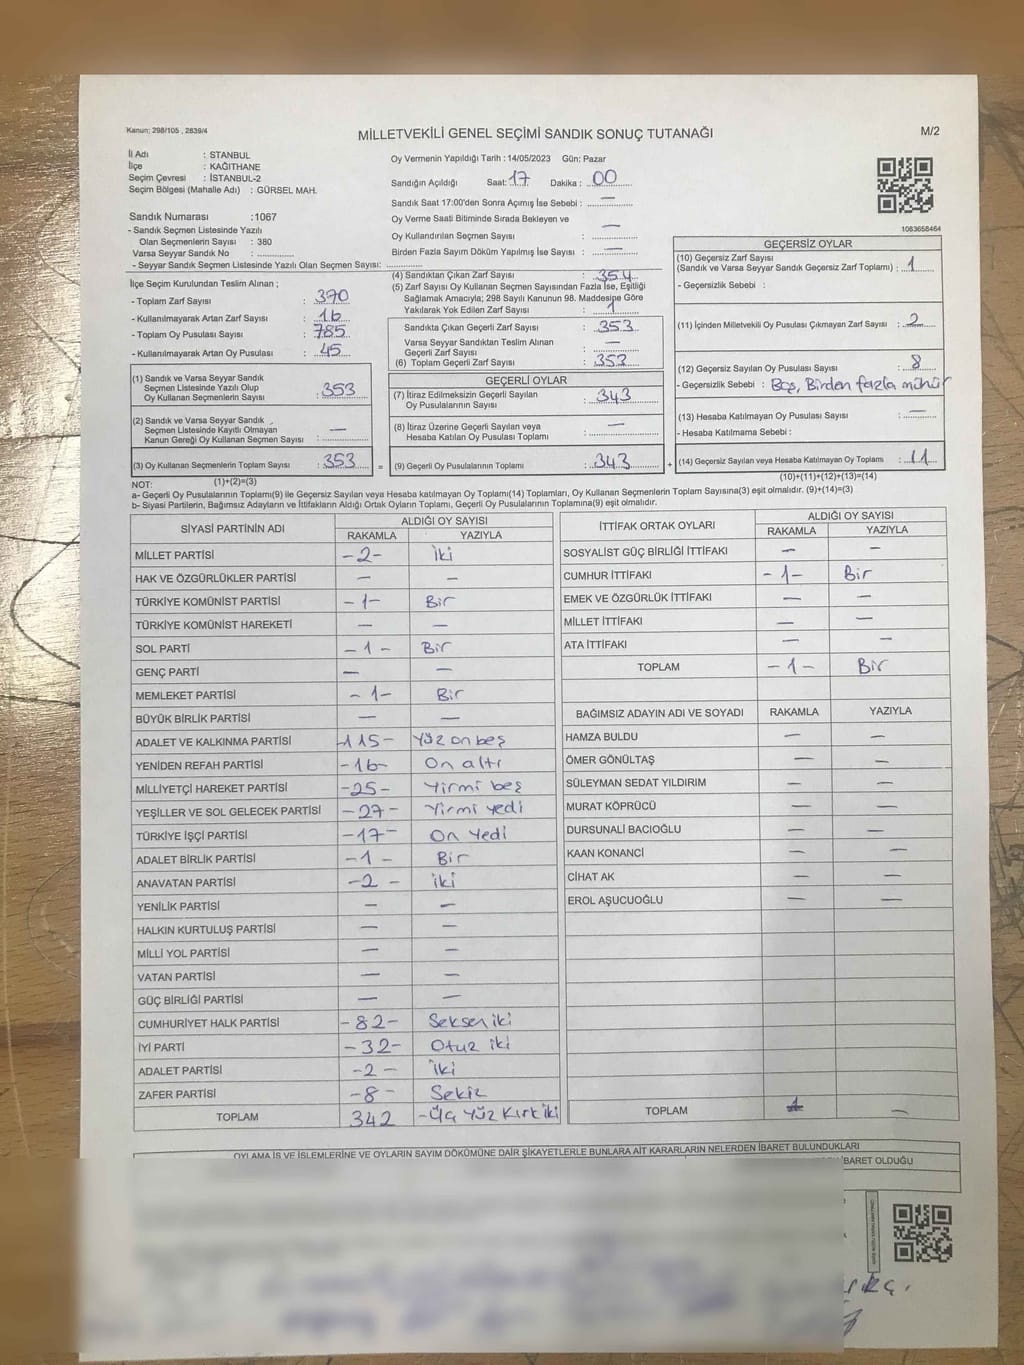 Kanun: 298/105 , 2839/4
MİLLETVEKİLİ GENEL SEÇİMİ SANDIK SONUÇ TUTANAĞI
M/2
İl Adı : STANBUL
İlçe : KAĞITHANE
Seçim Çevresi : İSTANBUL-2
Seçim Bölgesi (Mahalle Adı) : GÜRSEL MAH.
Oy Vermenin Yapıldığı Tarih : 14/05/2023 Gün: Pazar
Sandığın Açıldığı Saat: 17 Dakika : 00
Sandık Saat 17:00'den Sonra Açımış İse Sebebi : —
Oy Verme Saati Bitiminde Sırada Bekleyen ve
Oy Kullandırılan Seçmen Sayısı : —
Birden Fazla Sayım Döküm Yapılmış İse Sayısı : —
1083658464
Sandık Numarası :1067
- Sandık Seçmen Listesinde Yazılı
Olan Seçmenlerin Sayısı : 380
Varsa Seyyar Sandık No :
- Seyyar Sandık Seçmen Listesinde Yazılı Olan Seçmen Sayısı:
İlçe Seçim Kurulundan Teslim Alınan ;
- Toplam Zarf Sayısı : 370
- Kullanılmayarak Artan Zarf Sayısı : 16
- Toplam Oy Pusulası Sayısı : 785
- Kullanılmayarak Artan Oy Pusulası : 45
(1) Sandık ve Varsa Seyyar Sandık
Seçmen Listesinde Yazılı Olup
Oy Kullanan Seçmenlerin Sayısı : 353
(2) Sandık ve Varsa Seyyar Sandık
Seçmen Listesinde Kayıtlı Olmayan
Kanun Gereği Oy Kullanan Seçmen Sayısı : —
(3) Oy Kullanan Seçmenlerin Toplam Sayısı : 353
(1)+(2)=(3)
(4) Sandıktan Çıkan Zarf Sayısı : 354
(5) Zarf Sayısı Oy Kullanan Seçmen Sayısından Fazla İse, Eşitliği
Sağlamak Amacıyla; 298 Sayılı Kanunun 98. Maddesine Göre
Yakılarak Yok Edilen Zarf Sayısı : 1
Sandıkta Çıkan Geçerli Zarf Sayısı : 353
Varsa Seyyar Sandıktan Teslim Alınan
Geçerli Zarf Sayısı : —
(6) Toplam Geçerli Zarf Sayısı : 353
GEÇERLİ OYLAR
(7) İtiraz Edilmeksizin Geçerli Sayılan
Oy Pusulalarının Sayısı : 343
(8) İtiraz Üzerine Geçerli Sayılan veya
Hesaba Katılan Oy Pusulası Toplamı : —
= (9) Geçerli Oy Pusulalarının Toplamı : 343
GEÇERSİZ OYLAR
(10) Geçersiz Zarf Sayısı
(Sandık ve Varsa Seyyar Sandık Geçersiz Zarf Toplamı) : 1
- Geçersizlik Sebebi :
(11) İçinden Milletvekili Oy Pusulası Çıkmayan Zarf Sayısı : 2
(12) Geçersiz Sayılan Oy Pusulası Sayısı : 8
- Geçersizlik Sebebi : Boş, Birden fazla mühür
(13) Hesaba Katılmayan Oy Pusulası Sayısı : —
- Hesaba Katılmama Sebebi :
+ (14) Geçersiz Sayılan veya Hesaba Katılmayan Oy Toplamı : 11
(10)+(11)+(12)+(13)=(14)
NOT:
a- Geçerli Oy Pusulalarının Toplamı(9) ile Geçersiz Sayılan veya Hesaba katılmayan Oy Toplamı(14) Toplamları, Oy Kullanan Seçmenlerin Toplam Sayısına(3) eşit olmalıdır. (9)+(14)=(3)
b- Siyasi Partilerin, Bağımsız Adayların ve İttifakların Aldığı Ortak Oyların Toplamı, Geçerli Oy Pusulalarının Toplamına(9) eşit olmalıdır.
SİYASİ PARTİNİN ADI
ALDIĞI OY SAYISI
RAKAMLA YAZIYLA
MİLLET PARTİSİ -2- iki
HAK VE ÖZGÜRLÜKLER PARTİSİ — —
TÜRKİYE KOMÜNİST PARTİSİ -1- Bir
TÜRKİYE KOMÜNİST HAREKETİ — —
SOL PARTİ -1- Bir
GENÇ PARTİ — —
MEMLEKET PARTİSİ -1- Bir
BÜYÜK BİRLİK PARTİSİ — —
ADALET VE KALKINMA PARTİSİ -115- Yüz on beş
YENİDEN REFAH PARTİSİ -16- On altı
MİLLİYETÇİ HAREKET PARTİSİ -25- Yirmi beş
YEŞİLLER VE SOL GELECEK PARTİSİ -27- Yirmi yedi
TÜRKİYE İŞÇİ PARTİSİ -17- On Yedi
ADALET BİRLİK PARTİSİ -1- Bir
ANAVATAN PARTİSİ -2- iki
YENİLİK PARTİSİ — —
HALKIN KURTULUŞ PARTİSİ — —
MİLLİ YOL PARTİSİ — —
VATAN PARTİSİ — —
GÜÇ BİRLİĞİ PARTİSİ — —
CUMHURİYET HALK PARTİSİ -82- Seksen iki
İYİ PARTİ -32- Otuz iki
ADALET PARTİSİ -2- iki
ZAFER PARTİSİ -8- Sekiz
TOPLAM 342 -Üç Yüz Kırk iki
İTTİFAK ORTAK OYLARI
ALDIĞI OY SAYISI
RAKAMLA YAZIYLA
SOSYALİST GÜÇ BİRLİĞİ İTTİFAKI — —
CUMHUR İTTİFAKI -1- Bir
EMEK VE ÖZGÜRLÜK İTTİFAKI — —
MİLLET İTTİFAKI — —
ATA İTTİFAKI — —
TOPLAM -1- Bir
BAĞIMSIZ ADAYIN ADI VE SOYADI RAKAMLA YAZIYLA
HAMZA BULDU — —
ÖMER GÖNÜLTAŞ — —
SÜLEYMAN SEDAT YILDIRIM — —
MURAT KÖPRÜCÜ — —
DURSUNALİ BACIOĞLU — —
KAAN KONANCİ — —
CİHAT AK — —
EROL AŞUCUOĞLU — —
TOPLAM 1 —
OYLAMA İŞ VE İŞLEMLERİNE VE OYLARIN SAYIM DÖKÜMÜNE DAİR ŞİKAYETLERLE BUNLARA AİT KARARLARIN NELERDEN İBARET BULUNDUKLARI
İBARET OLDUĞU